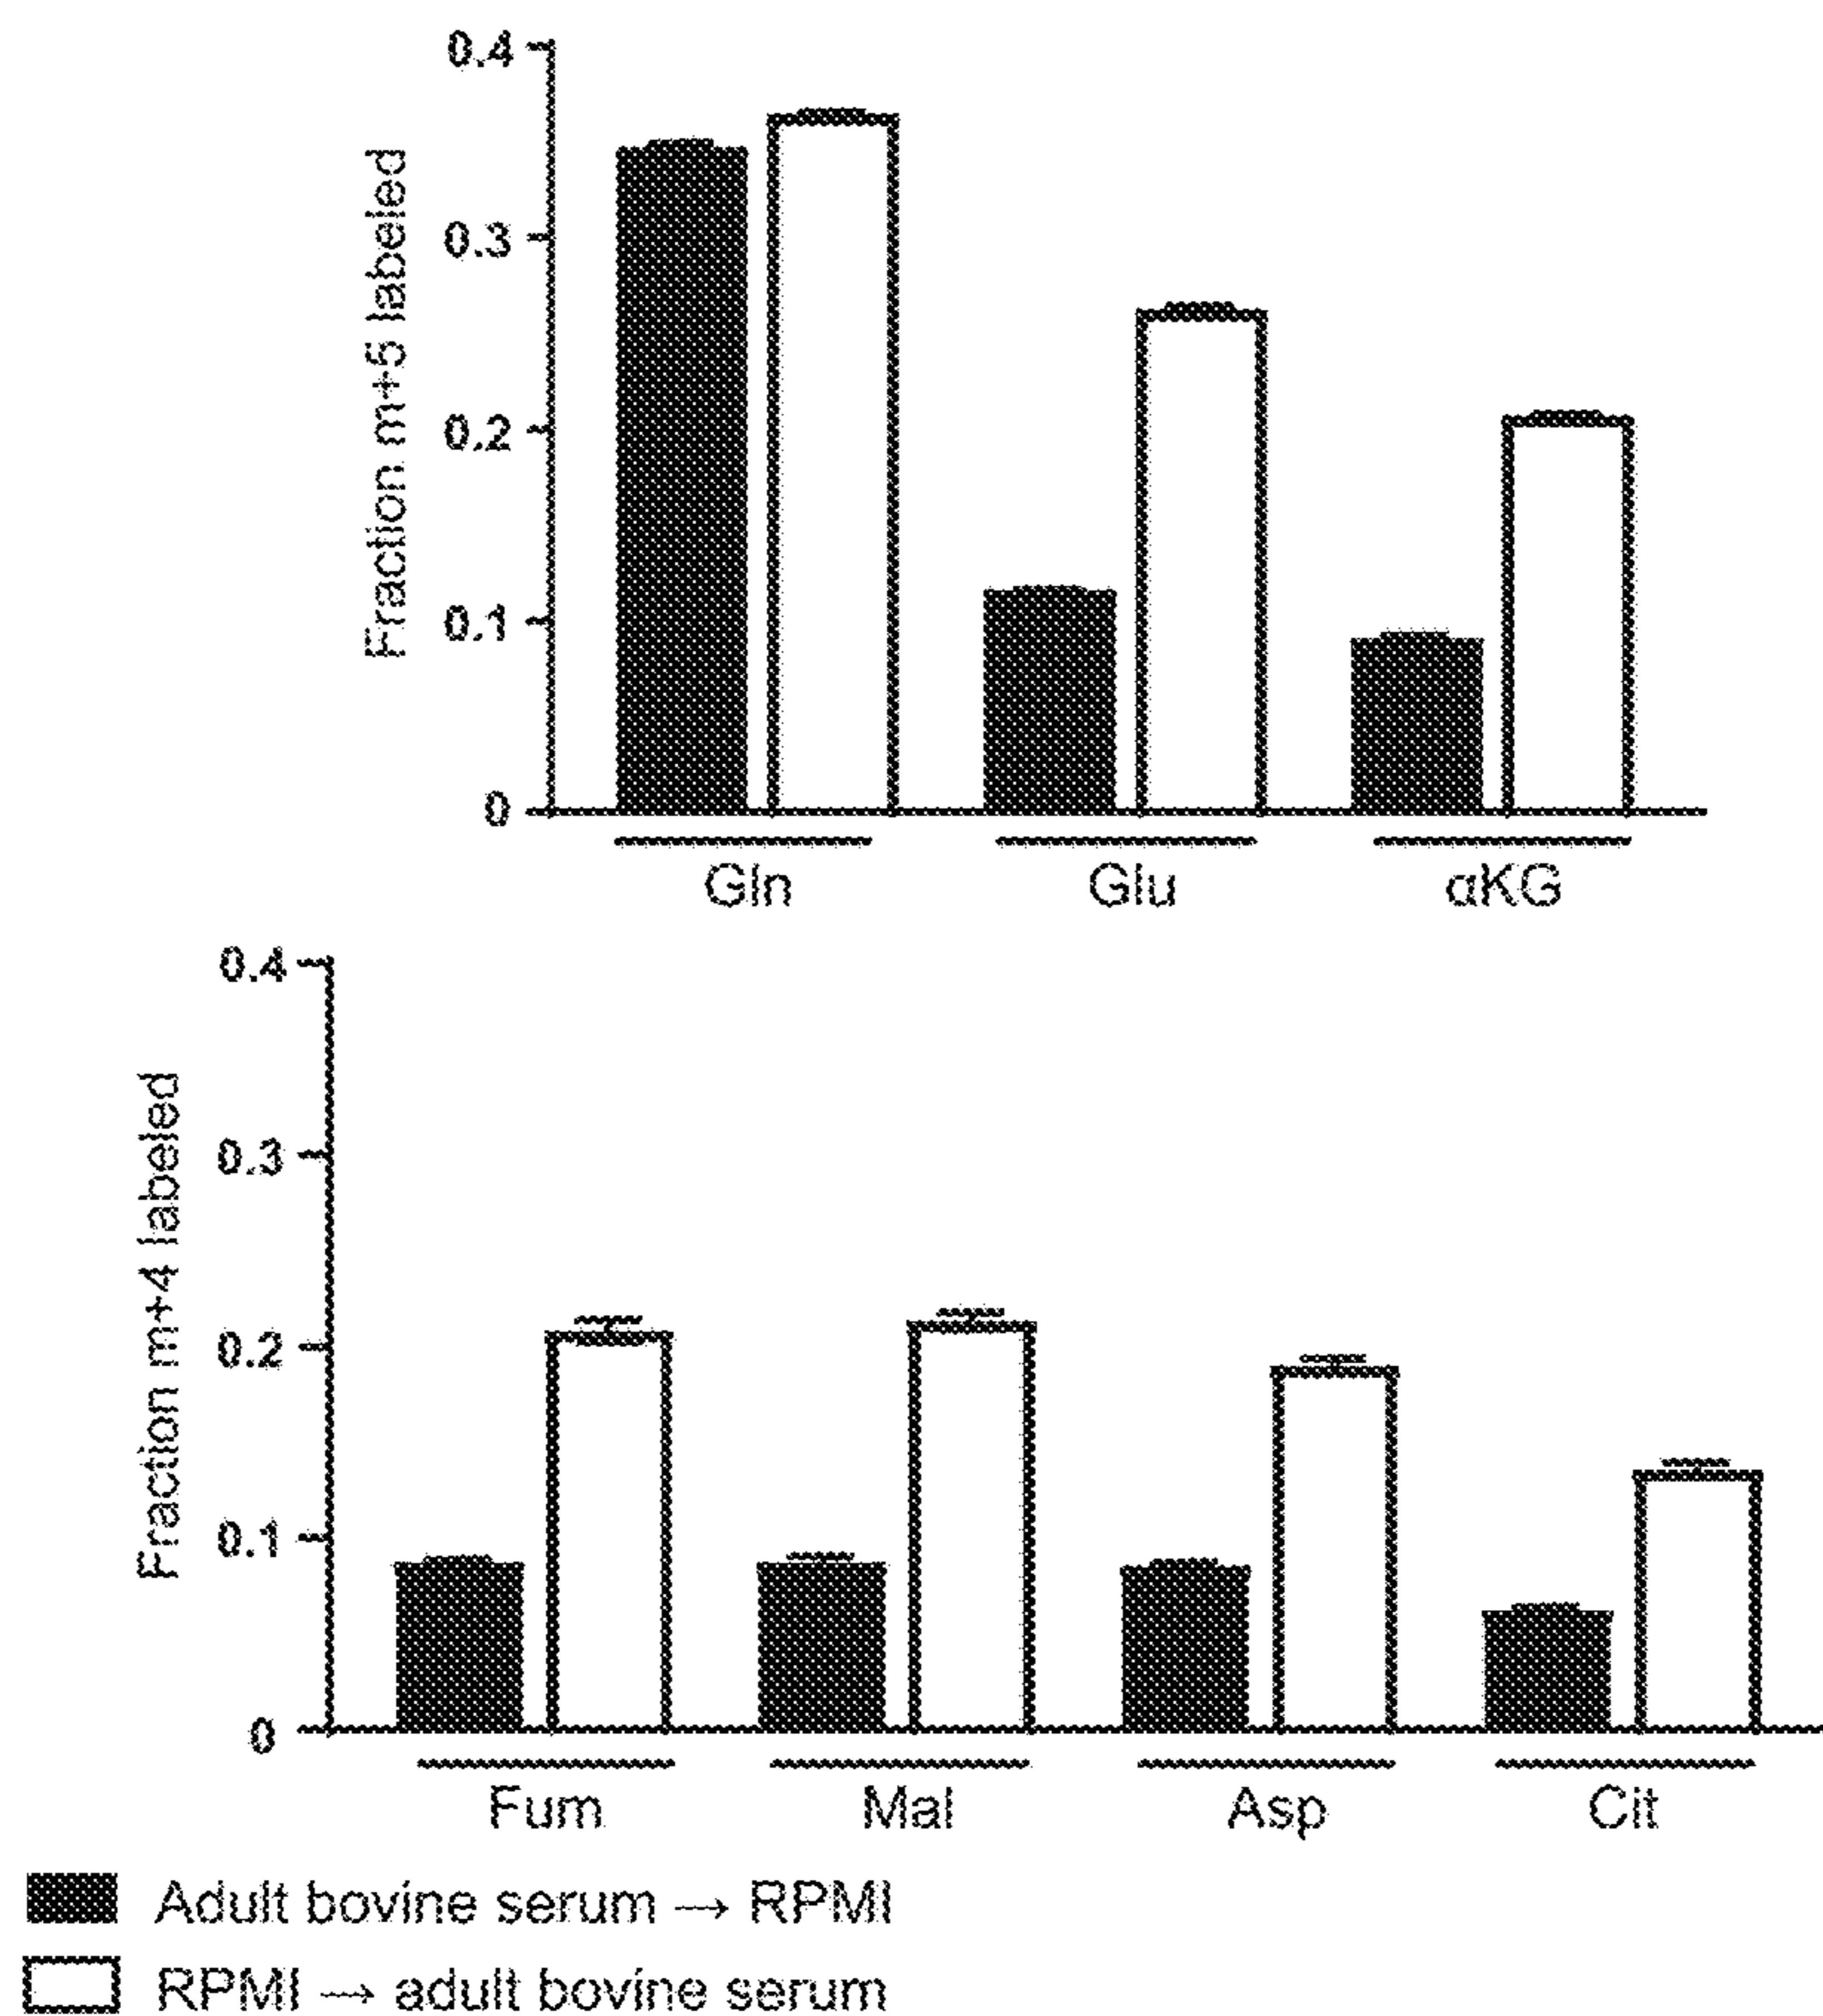 Fraction m+5 labeled
0.4
0.3
0.2
0.1
0
Gln Glu αKG
Fraction m+4 labeled
0.4
0.3
0.2
0.1
0
Fum Mal Asp Cit
Adult bovine serum → RPMI
RPMI → adult bovine serum